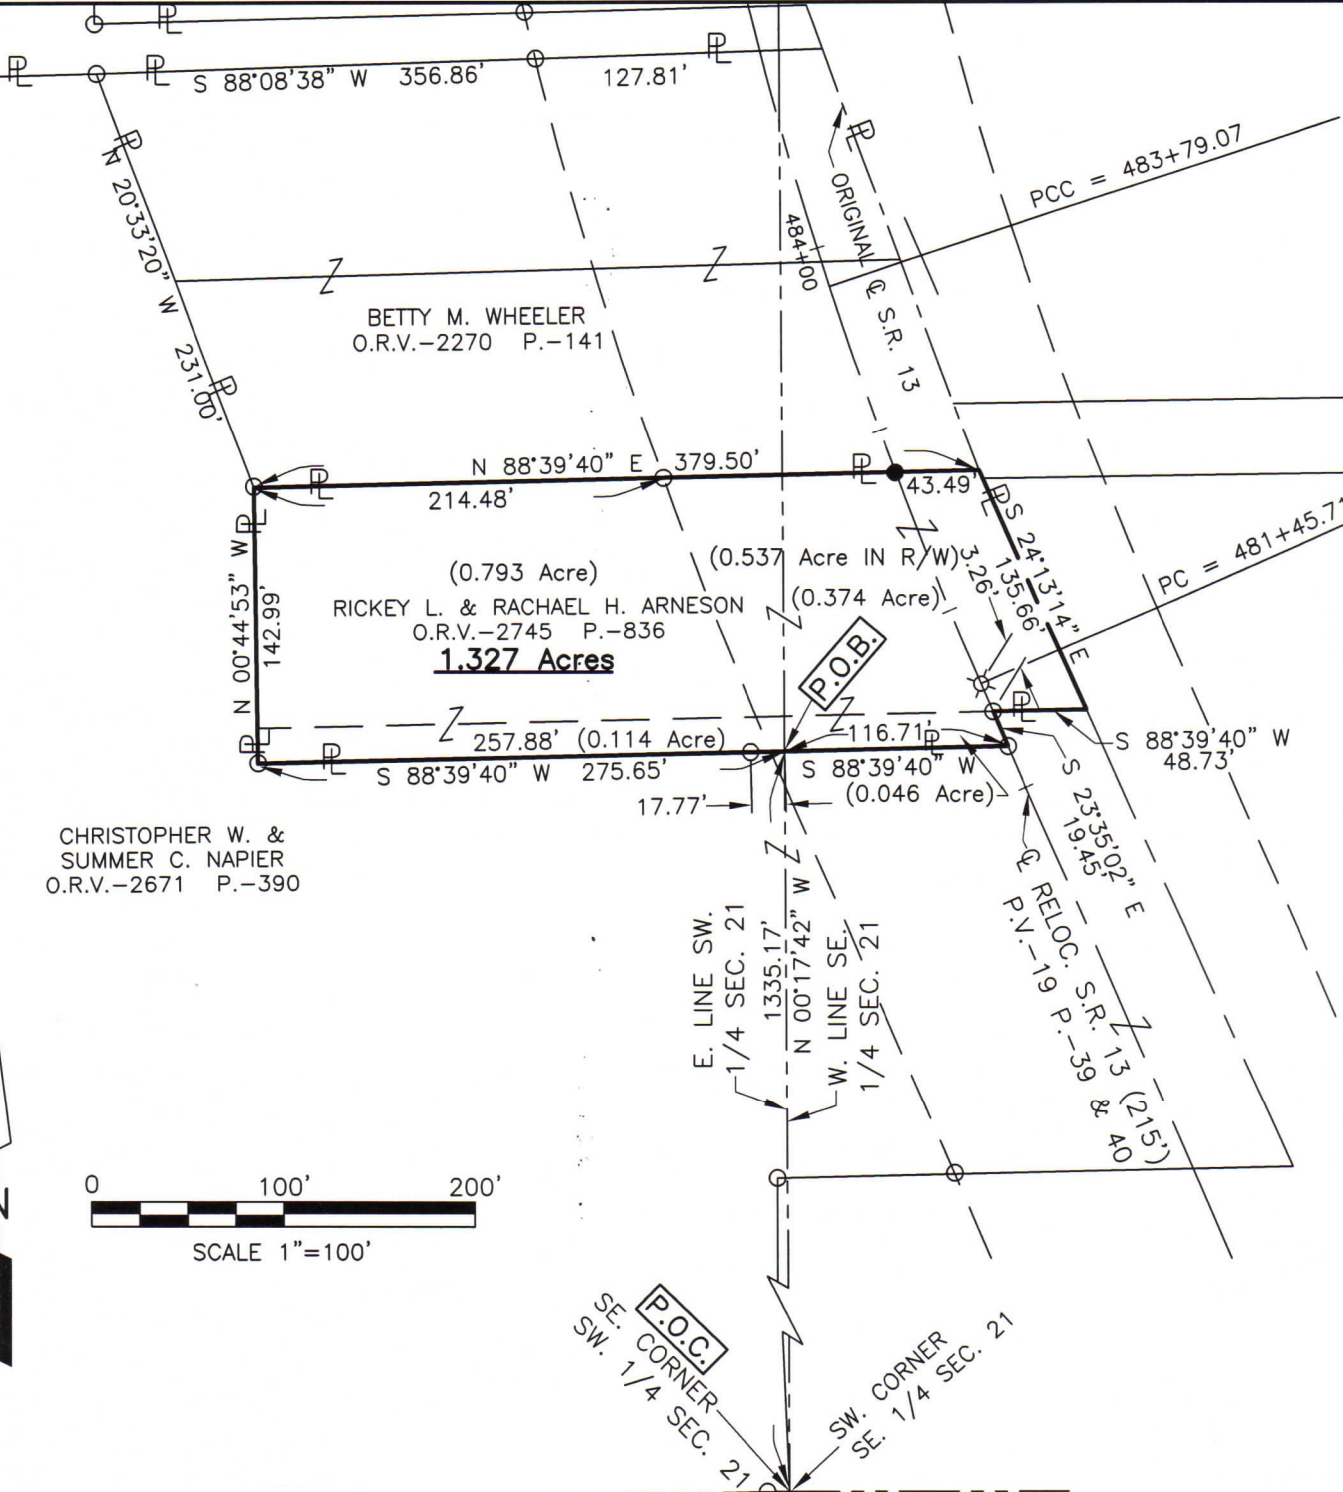 S 88°08'38" W 356.86' 127.81'
N 20°33'20" W 231.00'
PCC = 483+79.07
484+00
ORIGINAL ℄ S.R. 13
BETTY M. WHEELER
O.R.V.-2270 P.-141
N 88°39'40" E 379.50'
214.48'
43.49'
PC = 481+45.7
S 24°13'14" E
135.66'
3.26'
N 00°44'53" W
142.99'
(0.793 Acre)
(0.537 Acre IN R/W)
(0.374 Acre)
RICKEY L. & RACHAEL H. ARNESON
O.R.V.-2745 P.-836
1.327 Acres
P.O.B.
257.88' (0.114 Acre)
116.71'
S 88°39'40" W 275.65'
S 88°39'40" W
(0.046 Acre)
17.77'
S 88°39'40" W
48.73'
S 23°35'02" E
19.45'
CHRISTOPHER W. &
SUMMER C. NAPIER
O.R.V.-2671 P.-390
E. LINE SW.
1/4 SEC. 21
1335.17'
N 00°17'42" W
W. LINE SE.
1/4 SEC. 21
℄ RELOC. S.R. 13 (215')
P.V.-19 P.-39 & 40
0 100' 200'
SCALE 1"=100'
P.O.C.
SE. CORNER
SW. 1/4 SEC. 21
SW. CORNER
SE. 1/4 SEC. 21